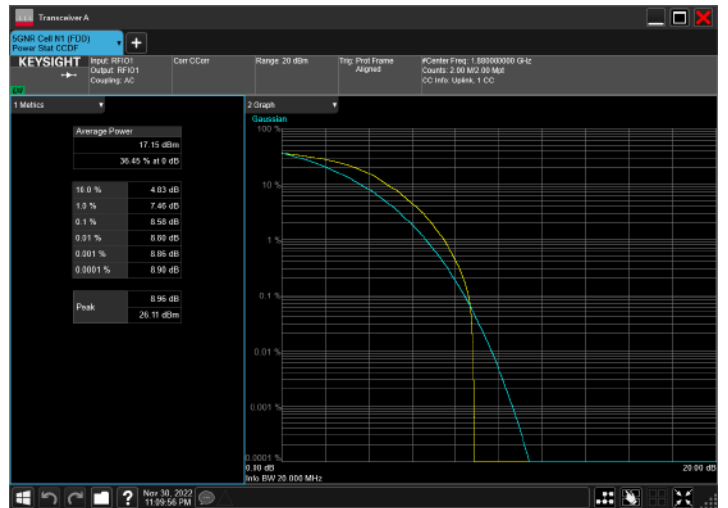 Transceiver A
5GNR Cell N1 (FDD)
Power Stat CCDF
KEYSIGHT
Input: RFIO1
Output: RFIO1
Coupling: AC
Corr CCorr
Range: 20 dBm
Trig: Prot Frame
Aligned
#Center Freq: 1.880000000 GHz
Counts: 2.00 M/2.00 Mpt
CC Info: Uplink, 1 CC
1 Metrics
Average Power
17.15 dBm
36.45 % at 0 dB
10.0 % 4.83 dB
1.0 % 7.46 dB
0.1 % 8.58 dB
0.01 % 8.80 dB
0.001 % 8.86 dB
0.0001 % 8.90 dB
Peak
8.96 dB
26.11 dBm
2 Graph
Gaussian
100 %
10 %
1 %
0.1 %
0.01 %
0.001 %
0.0001 %
0.00 dB
20.00 dB
Info BW 20.000 MHz
?
Nov 30, 2022
11:09:56 PM